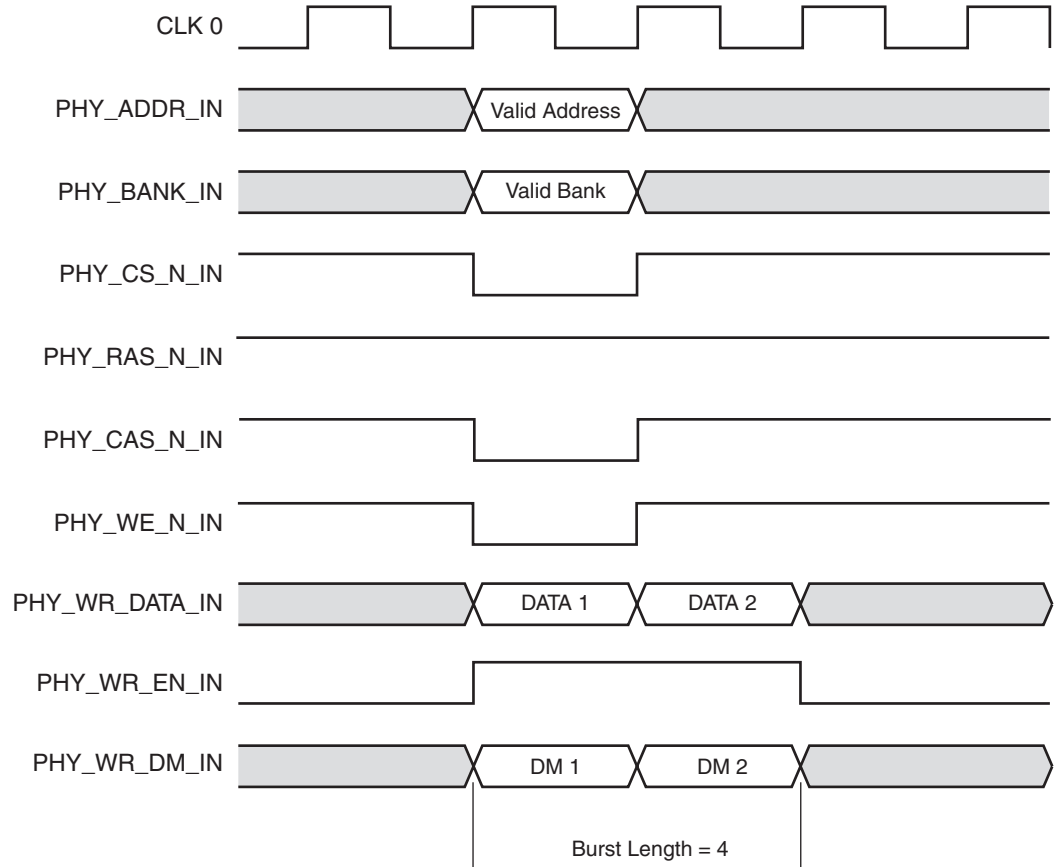 CLK 0
PHY_ADDR_IN
Valid Address
PHY_BANK_IN
Valid Bank
PHY_CS_N_IN
PHY_RAS_N_IN
PHY_CAS_N_IN
PHY_WE_N_IN
PHY_WR_DATA_IN
DATA 1
DATA 2
PHY_WR_EN_IN
PHY_WR_DM_IN
DM 1
DM 2
Burst Length = 4